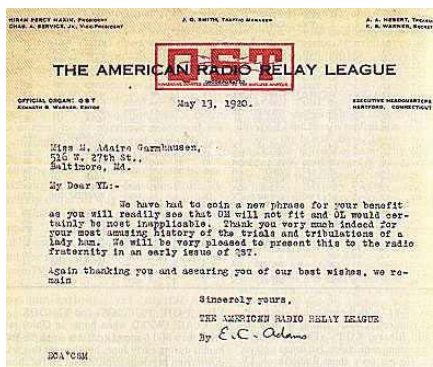 HIRAM PERCY MAXIM, PRESIDENT
CHAS. A. SERVICE, JR., VICE-PRESIDENT
J. O. SMITH, TRAFFIC MANAGER
A. A. HEBERT,
K. B. WARNER,
QST
THE AMERICAN RADIO RELAY LEAGUE
OFFICIAL ORGAN: QST
KENNETH B. WARNER, EDITOR
May 13, 1920.
EXECUTIVE HEADQUARTERS
HARTFORD, CONNECTICUT
Miss M. Adaire Garmhausen,
516 W. 27th St.,
Baltimore, Md.
My Dear YL:-
We have had to coin a new phrase for your benefit
as you will readily see that OM will not fit and OL would cer-
tainly be most inapplicable. Thank you very much indeed for
your most amusing history of the trials and tribulations of a
lady ham. We will be very pleased to present this to the radio
fraternity in an early issue of QST.
Again thanking you and assuring you of our best wishes, we re-
main
Sincerely yours,
THE AMERICAN RADIO RELAY LEAGUE
By E.C. Adams
ECA*CSM